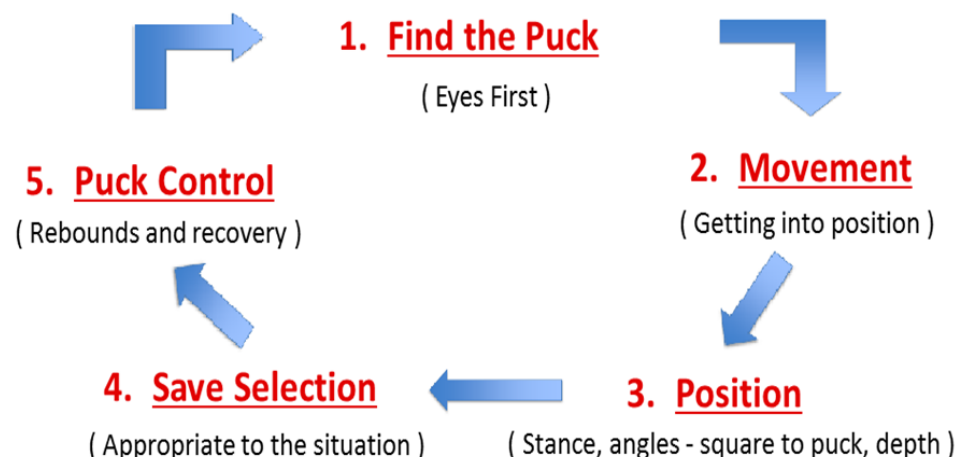 1. Find the Puck
( Eyes First )
2. Movement
( Getting into position )
3. Position
( Stance, angles - square to puck, depth )
4. Save Selection
( Appropriate to the situation )
5. Puck Control
( Rebounds and recovery )